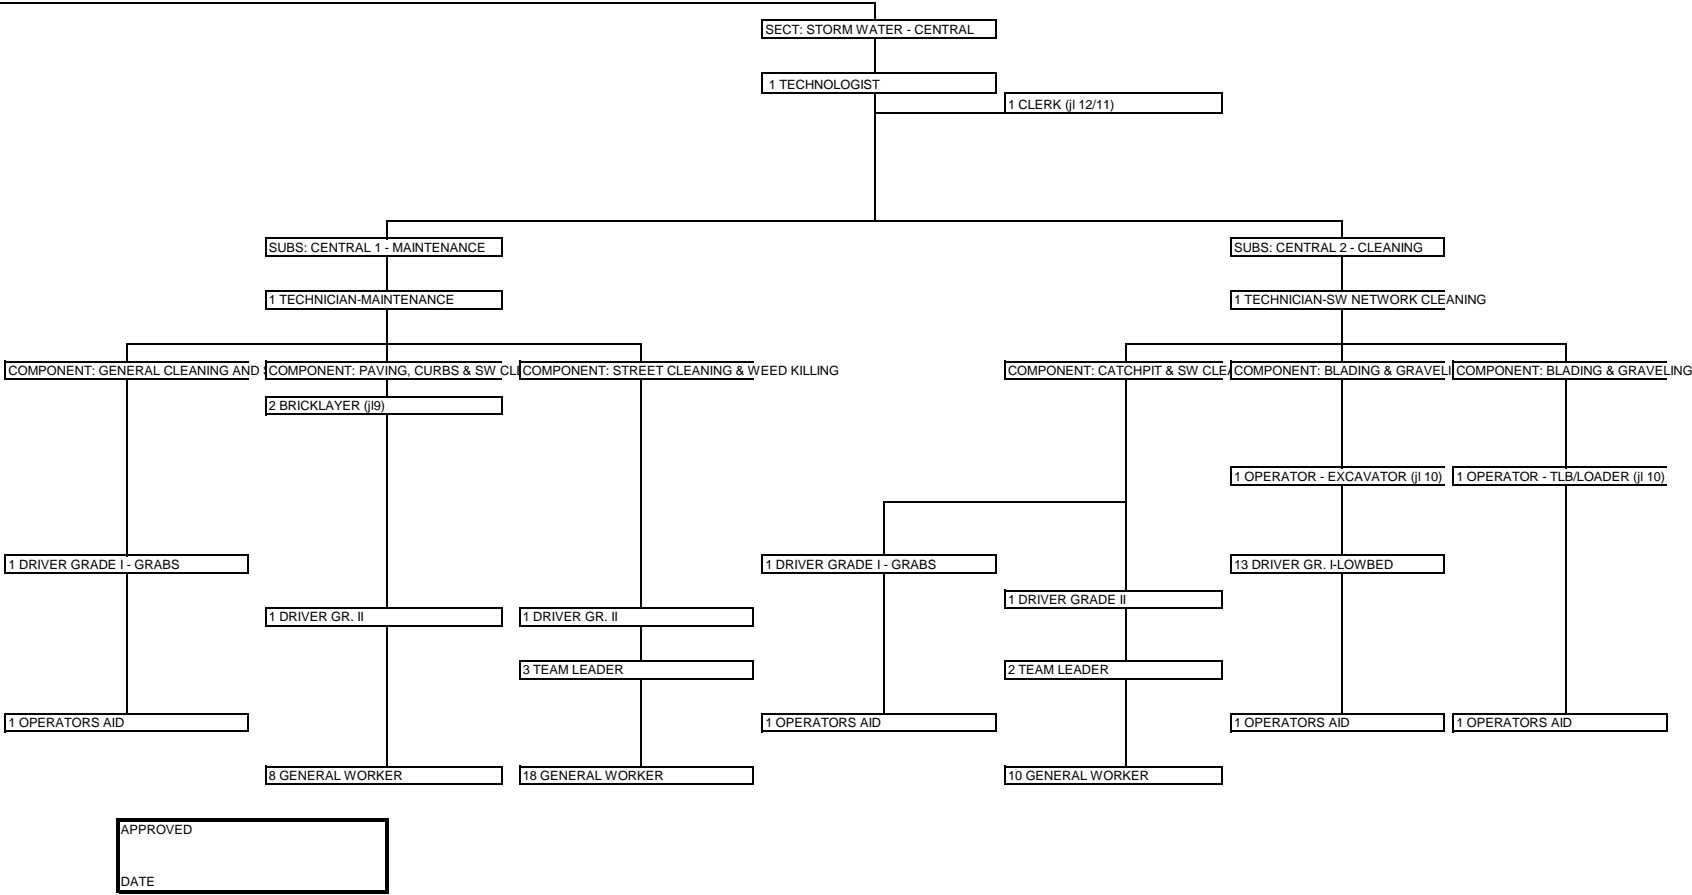 SECT: STORM WATER - CENTRAL
1 TECHNOLOGIST
1 CLERK (jl 12/11)
SUBS: CENTRAL 1 - MAINTENANCE
SUBS: CENTRAL 2 - CLEANING
1 TECHNICIAN-MAINTENANCE
1 TECHNICIAN-SW NETWORK CLEANING
COMPONENT: GENERAL CLEANING AND
COMPONENT: PAVING, CURBS & SW
COMPONENT: STREET CLEANING & WEED KILLING
COMPONENT: CATCHPIT & SW
COMPONENT: BLADING &
COMPONENT: BLADING & GRAVELING
2 BRICKLAYER (jl9)
1 OPERATOR - EXCAVATOR (jl 10)
1 OPERATOR - TLB/LOADER (jl 10)
1 DRIVER GRADE I - GRABS
1 DRIVER GRADE I - GRABS
13 DRIVER GR. I-LOWBED
1 DRIVER GRADE II
1 DRIVER GR. II
1 DRIVER GR. II
3 TEAM LEADER
2 TEAM LEADER
1 OPERATORS AID
1 OPERATORS AID
1 OPERATORS AID
1 OPERATORS AID
8 GENERAL WORKER
18 GENERAL WORKER
10 GENERAL WORKER
APPROVED
DATE